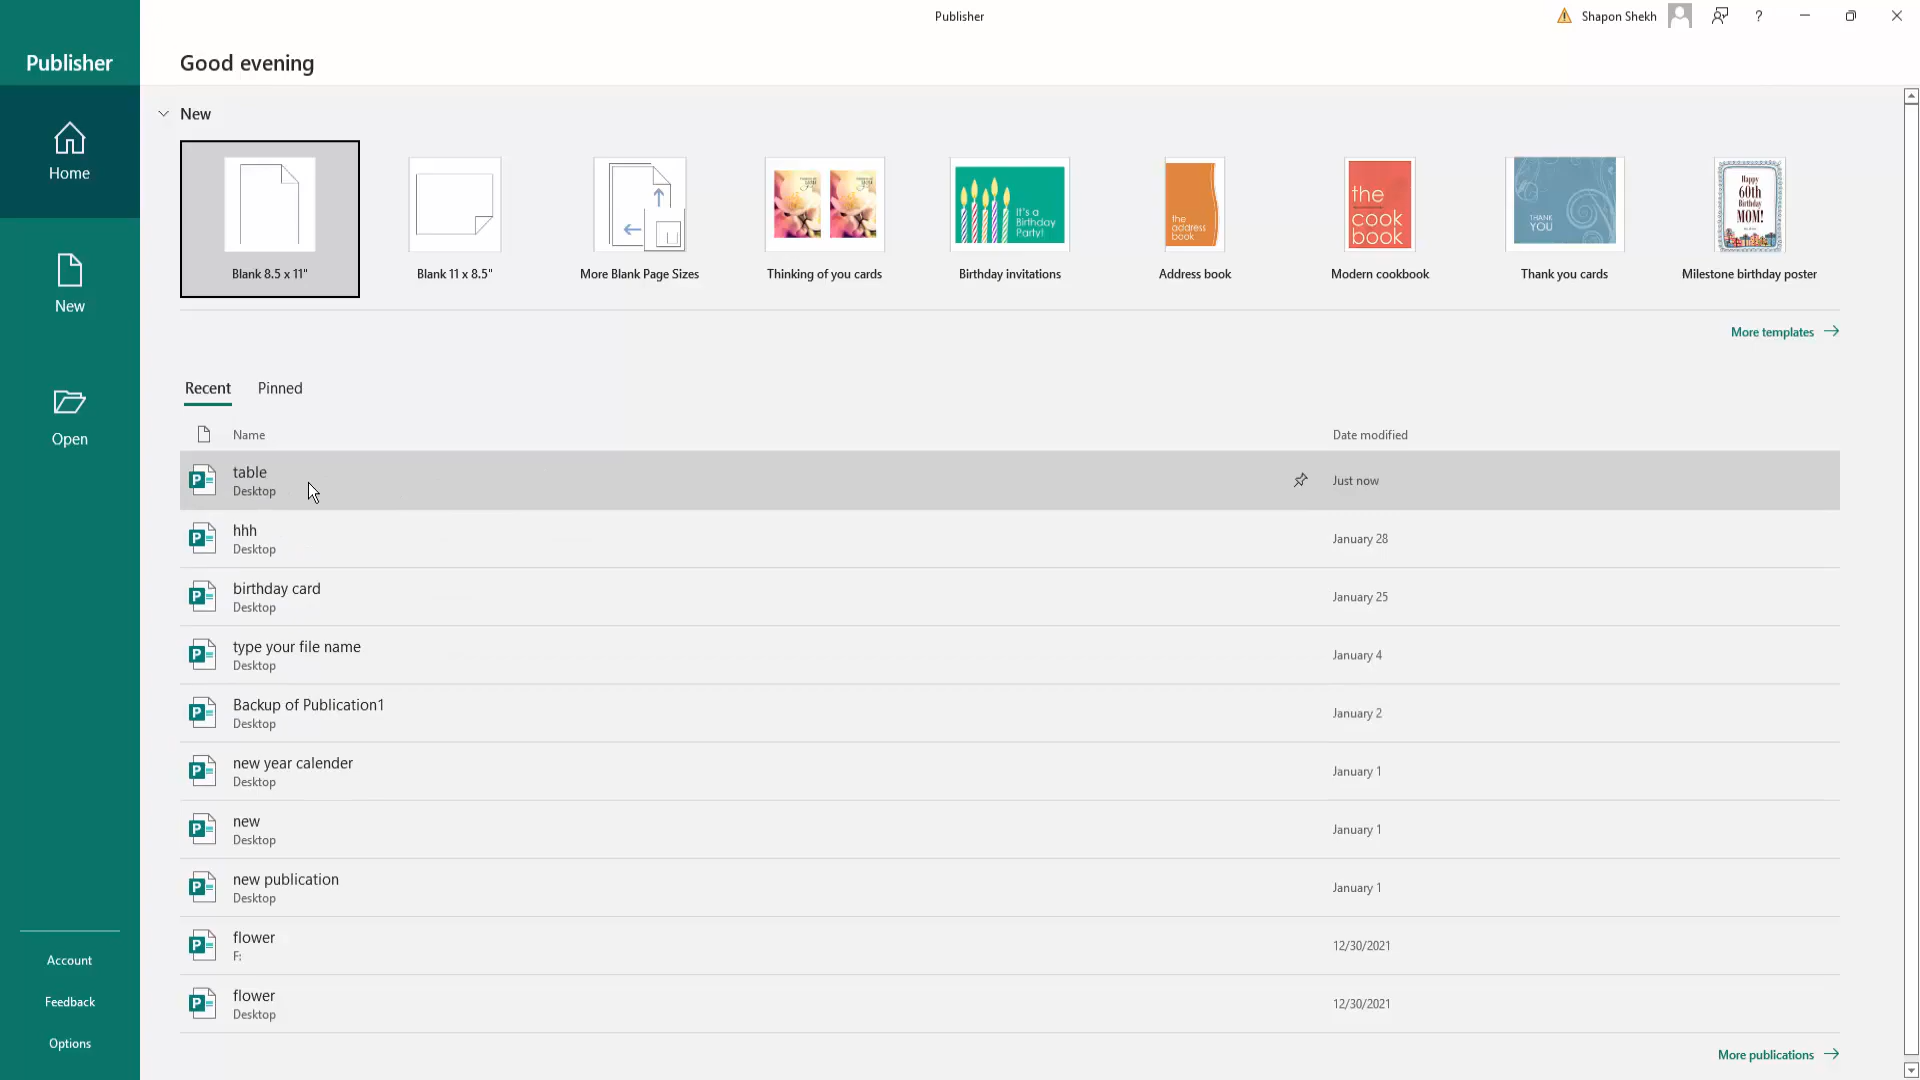 Publisher
Shapon Shekh
?
Publisher
Good evening
Home
New
Open
Account
Feedback
Options
New
Blank 8.5 x 11"
Blank 11 x 8.5"
More Blank Page Sizes
Thinking of you cards
It's a
Birthday
Party!
Birthday invitations
the
address
book
Address book
the
cook
book
Modern cookbook
THANK
YOU
Thank you cards
Happy
60th
Birthday
MOM!
Milestone birthday poster
More templates
Recent Pinned
Name Date modified
P table Just now
Desktop
P hhh January 28
Desktop
P birthday card January 25
Desktop
P type your file name January 4
Desktop
P Backup of Publication1 January 2
Desktop
P new year calender January 1
Desktop
P new January 1
Desktop
P new publication January 1
Desktop
P flower 12/30/2021
F:
P flower 12/30/2021
Desktop
More publications